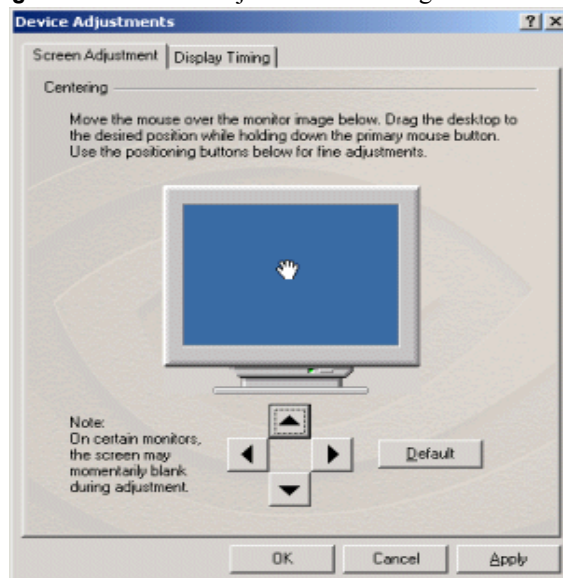 Device Adjustments
Screen Adjustment
Display Timing
Centering
Move the mouse over the monitor image below. Drag the desktop to
the desired position while holding down the primary mouse button.
Use the positioning buttons below for fine adjustments.
Note:
On certain monitors,
the screen may
momentarily blank
during adjustment.
Default
OK
Cancel
Apply